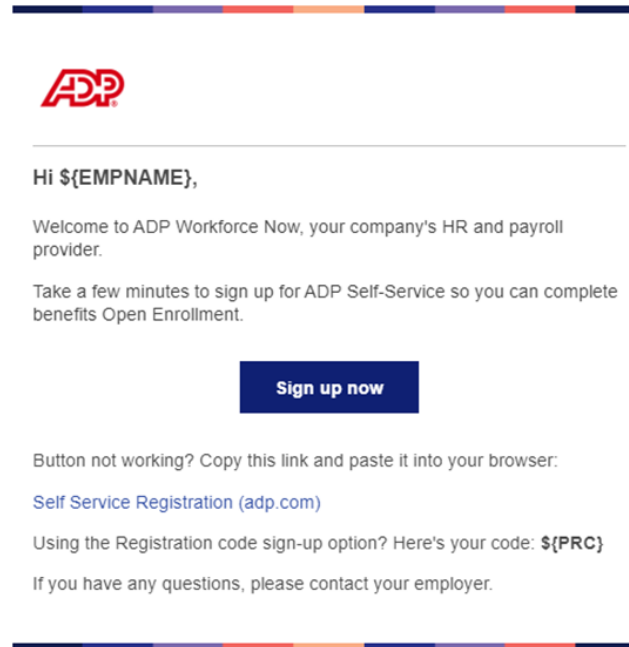 ADP
Hi ${EMPNAME},
Welcome to ADP Workforce Now, your company's HR and payroll
provider.
Take a few minutes to sign up for ADP Self-Service so you can complete
benefits Open Enrollment.
Sign up now
Button not working? Copy this link and paste it into your browser:
Self Service Registration (adp.com)
Using the Registration code sign-up option? Here's your code: ${PRC}
If you have any questions, please contact your employer.